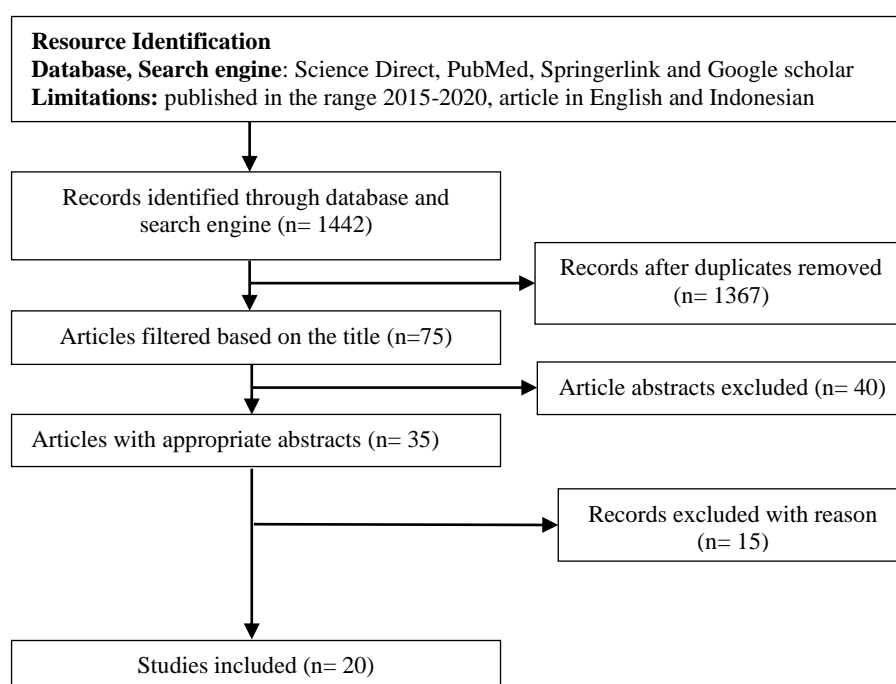 Resource Identification
Database, Search engine: Science Direct, PubMed, Springerlink and Google scholar
Limitations: published in the range 2015-2020, article in English and Indonesian
Records identified through database and
search engine (n= 1442)
Records after duplicates removed
(n= 1367)
Articles filtered based on the title (n=75)
Article abstracts excluded (n= 40)
Articles with appropriate abstracts (n= 35)
Records excluded with reason
(n= 15)
Studies included (n= 20)